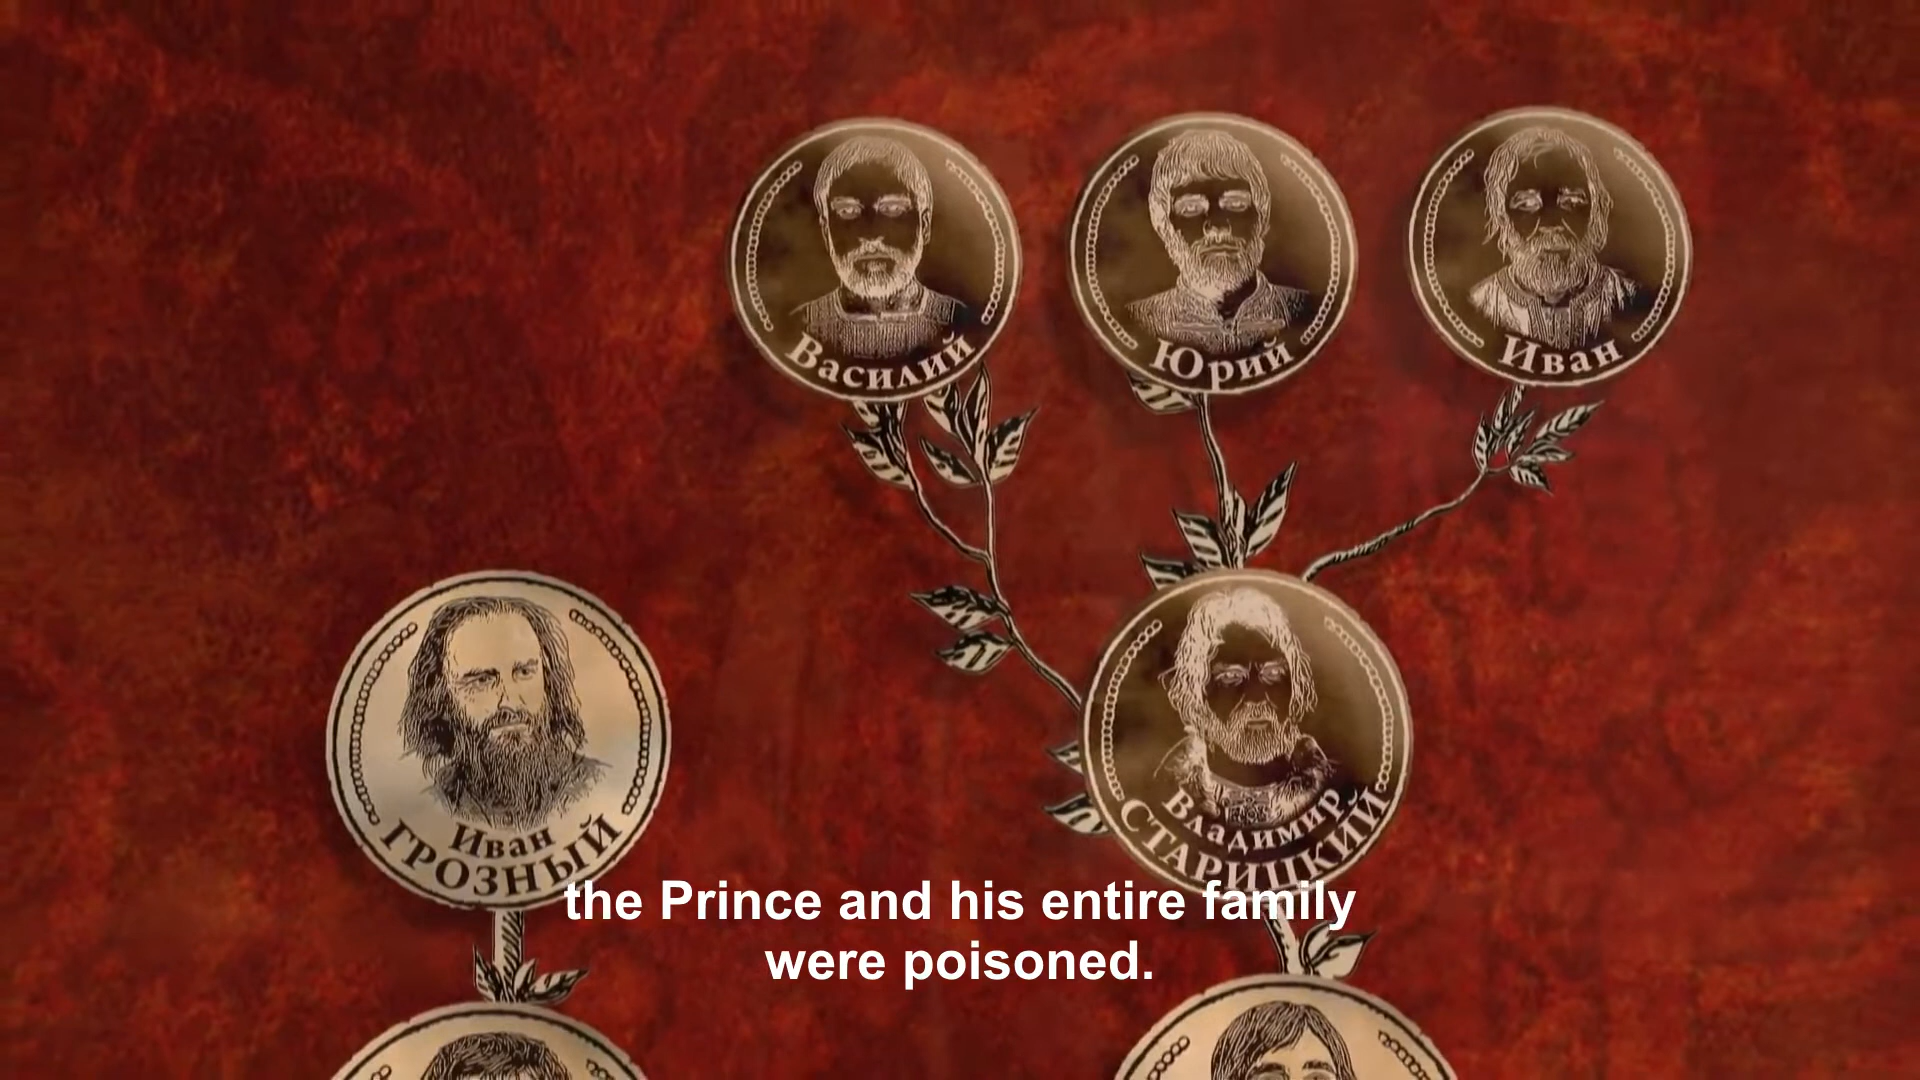 Василий
Юрий
Иван
Иван
ГРОЗНЫЙ
Владимир
СТАРИЦКИЙ
the Prince and his entire family
were poisoned.